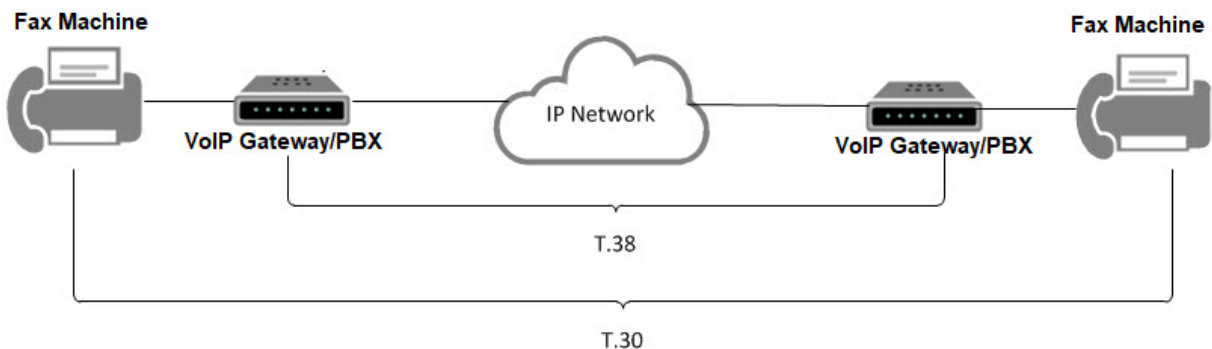 Fax Machine
Fax Machine
IP Network
VoIP Gateway/PBX
VoIP Gateway/PBX
T.38
T.30